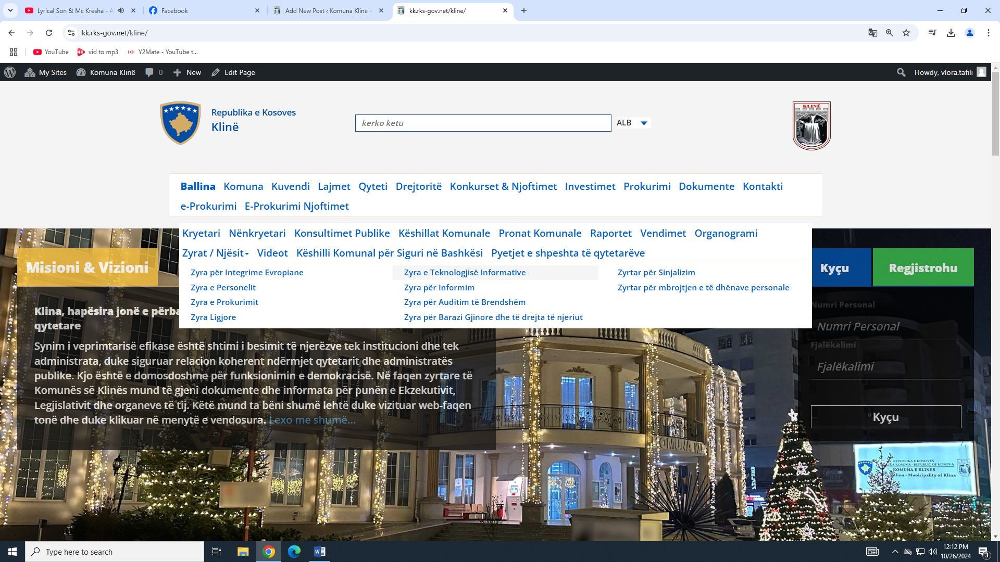 Lyrical Son & Mc Kresha - A
Facebook
Add New Post ‹ Komuna Klinë –
kk.rks-gov.net/kline/
kk.rks-gov.net/kline/
YouTube
vid to mp3
Y2Mate - YouTube t...
My Sites
Komuna Klinë
0
New
Edit Page
Howdy, vlora.tafili
Republika e Kosoves
Klinë
kerko ketu
ALB
KLINË
Ballina Komuna Kuvendi Lajmet Qyteti Drejtoritë Konkurset & Njoftimet Investimet Prokurimi Dokumente Kontakti
e-Prokurimi E-Prokurimi Njoftimet
Kryetari Nënkryetari Konsultimet Publike Këshillat Komunale Pronat Komunale Raportet Vendimet Organogrami
Zyrat / Njësit Videot Këshilli Komunal për Siguri në Bashkësi Pyetjet e shpeshta të qytetarëve
Zyra për Integrime Evropiane
Zyra e Personelit
Zyra e Prokurimit
Zyra Ligjore
Zyra e Teknologjisë Informative
Zyra për Informim
Zyra për Auditim të Brendshëm
Zyra për Barazi Gjinore dhe të drejta të njeriut
Zyrtar për Sinjalizim
Zyrtar për mbrojtjen e të dhënave personale
Misioni & Vizioni
Klina, hapësira jonë e përba
qytetare
Synim i veprimtarisë efikase është shtimi i besimit të njerëzve tek institucioni dhe tek
administrata, duke siguruar relacion koherent ndërmjet qytetarit dhe administratës
publike. Kjo është e domosdoshme për funksionimin e demokracisë. Në faqen zyrtare të
Komunës së Klinës mund të gjeni dokumente dhe informata për punën e Ekzekutivit,
Legjislativit dhe organeve të tij. Këtë mund ta bëni shumë lehtë duke vizituar web-faqen
tonë dhe duke klikuar në menytë e vendosura. Lexo me shumë...
Kyçu
Regjistrohu
Numri Personal
Numri Personal
Fjalëkalimi
Fjalëkalimi
Kyçu
KOMUNA KL
REPUBLIKA E KOSOVËS
A KOSOVA - REPUBLIC OF KOSOVA
KOMUNA E KLINËS
Klina - Municipality of Klina
Type here to search
12:12 PM
10/26/2024
3